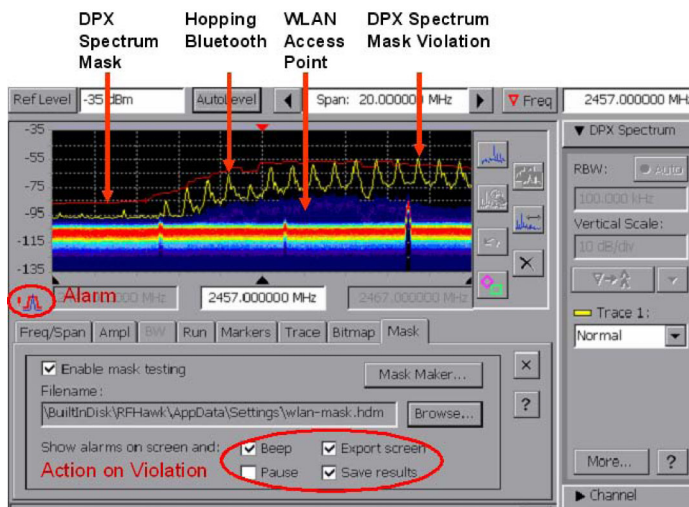 DPX Spectrum Mask
Hopping Bluetooth
WLAN Access Point
DPX Spectrum Mask Violation
Ref Level -35 dBm AutoLevel Span: 20.000000 MHz Freq 2457.000000 MHz
-35
-55
-75
-95
-115
-135
Alarm
MHz 2457.000000 MHz 2467.000000 MHz
Freq/Span Ampl BW Run Markers Trace Bitmap Mask
Enable mask testing
Mask Maker...
Filename:
\BuiltInDisk\RFHawk\AppData\Settings\wlan-mask.hdm Browse...
Show alarms on screen and: Beep Export screen
Action on Violation Pause Save results
DPX Spectrum
RBW: Auto
100.000 kHz
Vertical Scale:
10 dB/div
Trace 1:
Normal
More... ?
Channel